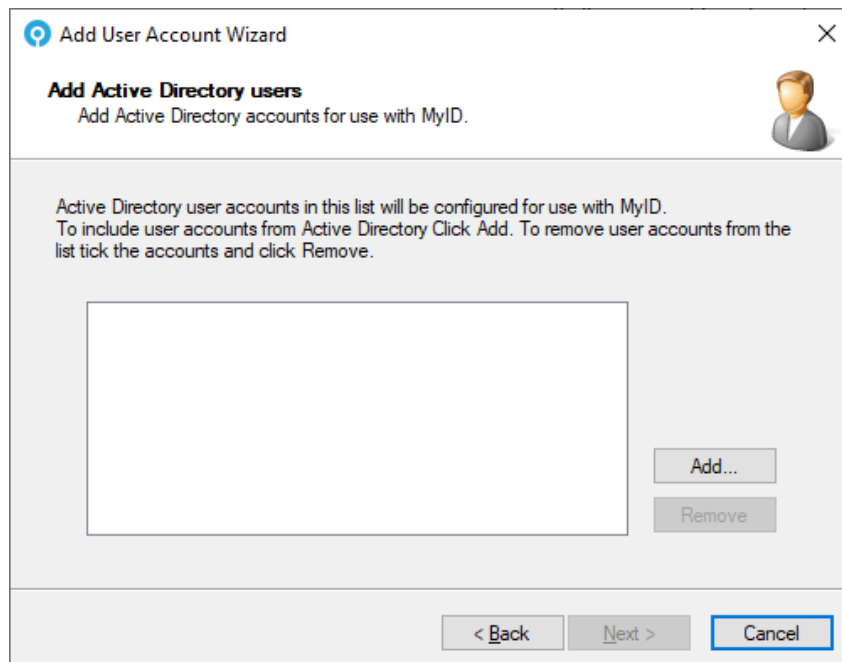 Add User Account Wizard
Add Active Directory users
Add Active Directory accounts for use with MyID.
Active Directory user accounts in this list will be configured for use with MyID.
To include user accounts from Active Directory Click Add. To remove user accounts from the
list tick the accounts and click Remove.
Add...
Remove
< Back
Next >
Cancel